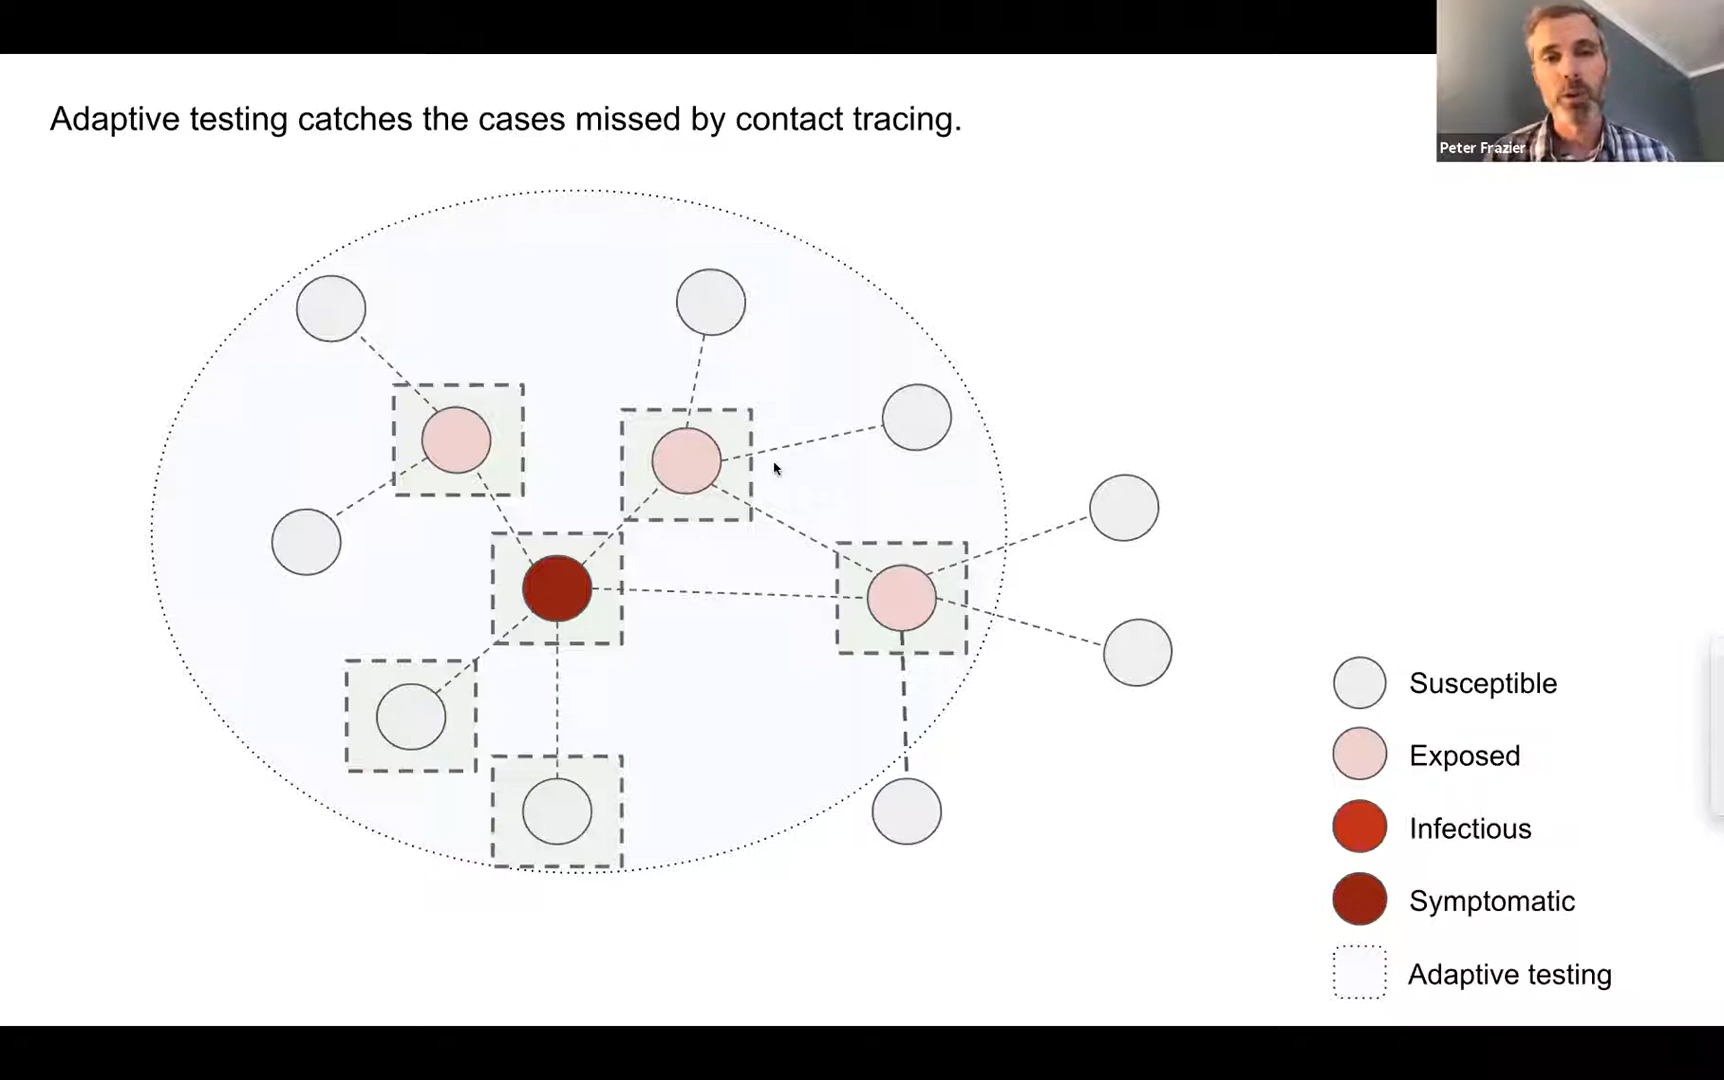 Adaptive testing catches the cases missed by contact tracing.
Peter Frazier
Susceptible
Exposed
Infectious
Symptomatic
Adaptive testing